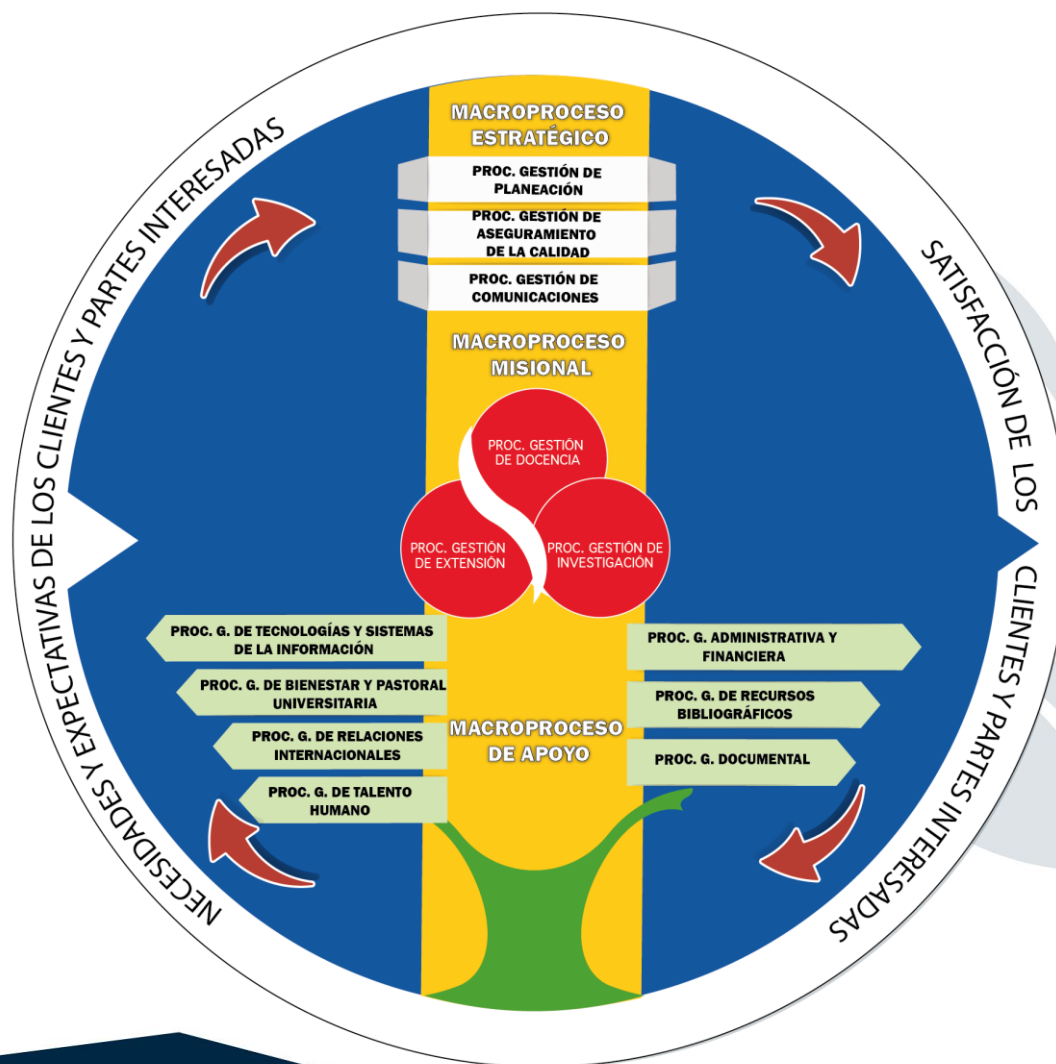 NECESIDADES Y EXPECTATIVAS DE LOS CLIENTES Y PARTES INTERESADAS
MACROPROCESO
ESTRATÉGICO
PROC. GESTIÓN DE
PLANEACIÓN
PROC. GESTIÓN DE
ASEGURAMIENTO
DE LA CALIDAD
PROC. GESTIÓN DE
COMUNICACIONES
MACROPROCESO
MISIONAL
PROC. GESTIÓN
DE DOCENCIA
PROC. GESTIÓN
DE EXTENSIÓN
PROC. GESTIÓN DE
INVESTIGACIÓN
PROC. G. DE TECNOLOGÍAS Y SISTEMAS
DE LA INFORMACIÓN
PROC. G. DE BIENESTAR Y PASTORAL
UNIVERSITARIA
PROC. G. DE RELACIONES
INTERNACIONALES
PROC. G. DE TALENTO
HUMANO
MACROPROCESO
DE APOYO
PROC. G. ADMINISTRATIVA Y
FINANCIERA
PROC. G. DE RECURSOS
BIBLIOGRÁFICOS
PROC. G. DOCUMENTAL
SATISFACCIÓN DE LOS CLIENTES Y PARTES INTERESADAS